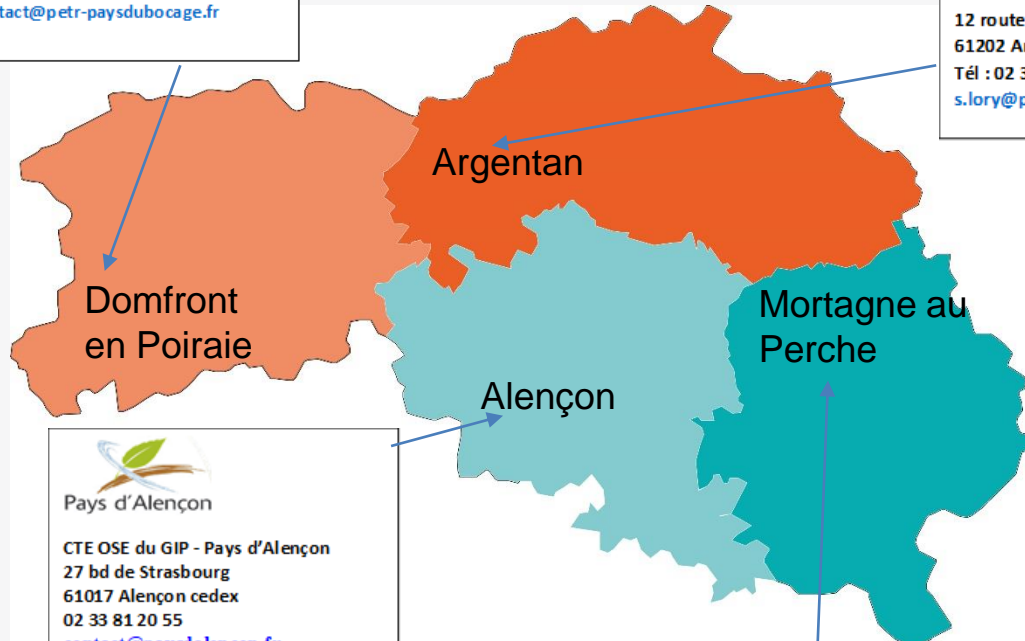 tact@petr-paysdubocage.fr
12 route
61202 A
Tél : 02 3
s.lory@p
Argentan
Domfront
en Poiraie
Mortagne au
Perche
Alençon
Pays d'Alençon
CTE OSE du GIP - Pays d'Alençon
27 bd de Strasbourg
61017 Alençon cedex
02 33 81 20 55